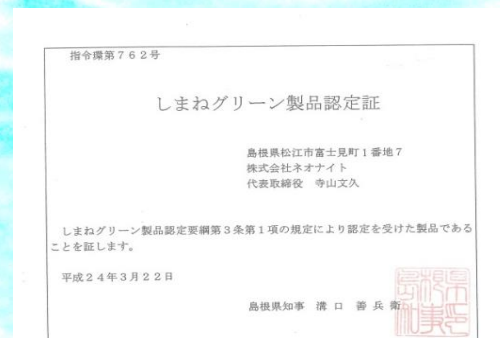 指令環第７６２号
しまねグリーン製品認定証
島根県松江市富士見町１番地７
株式会社ネオナイト
代表取締役　寺山文久
しまねグリーン製品認定要綱第３条第１項の規定により認定を受けた製品である
ことを証します。
平成２４年３月２２日
島根県知事　溝口善兵衛